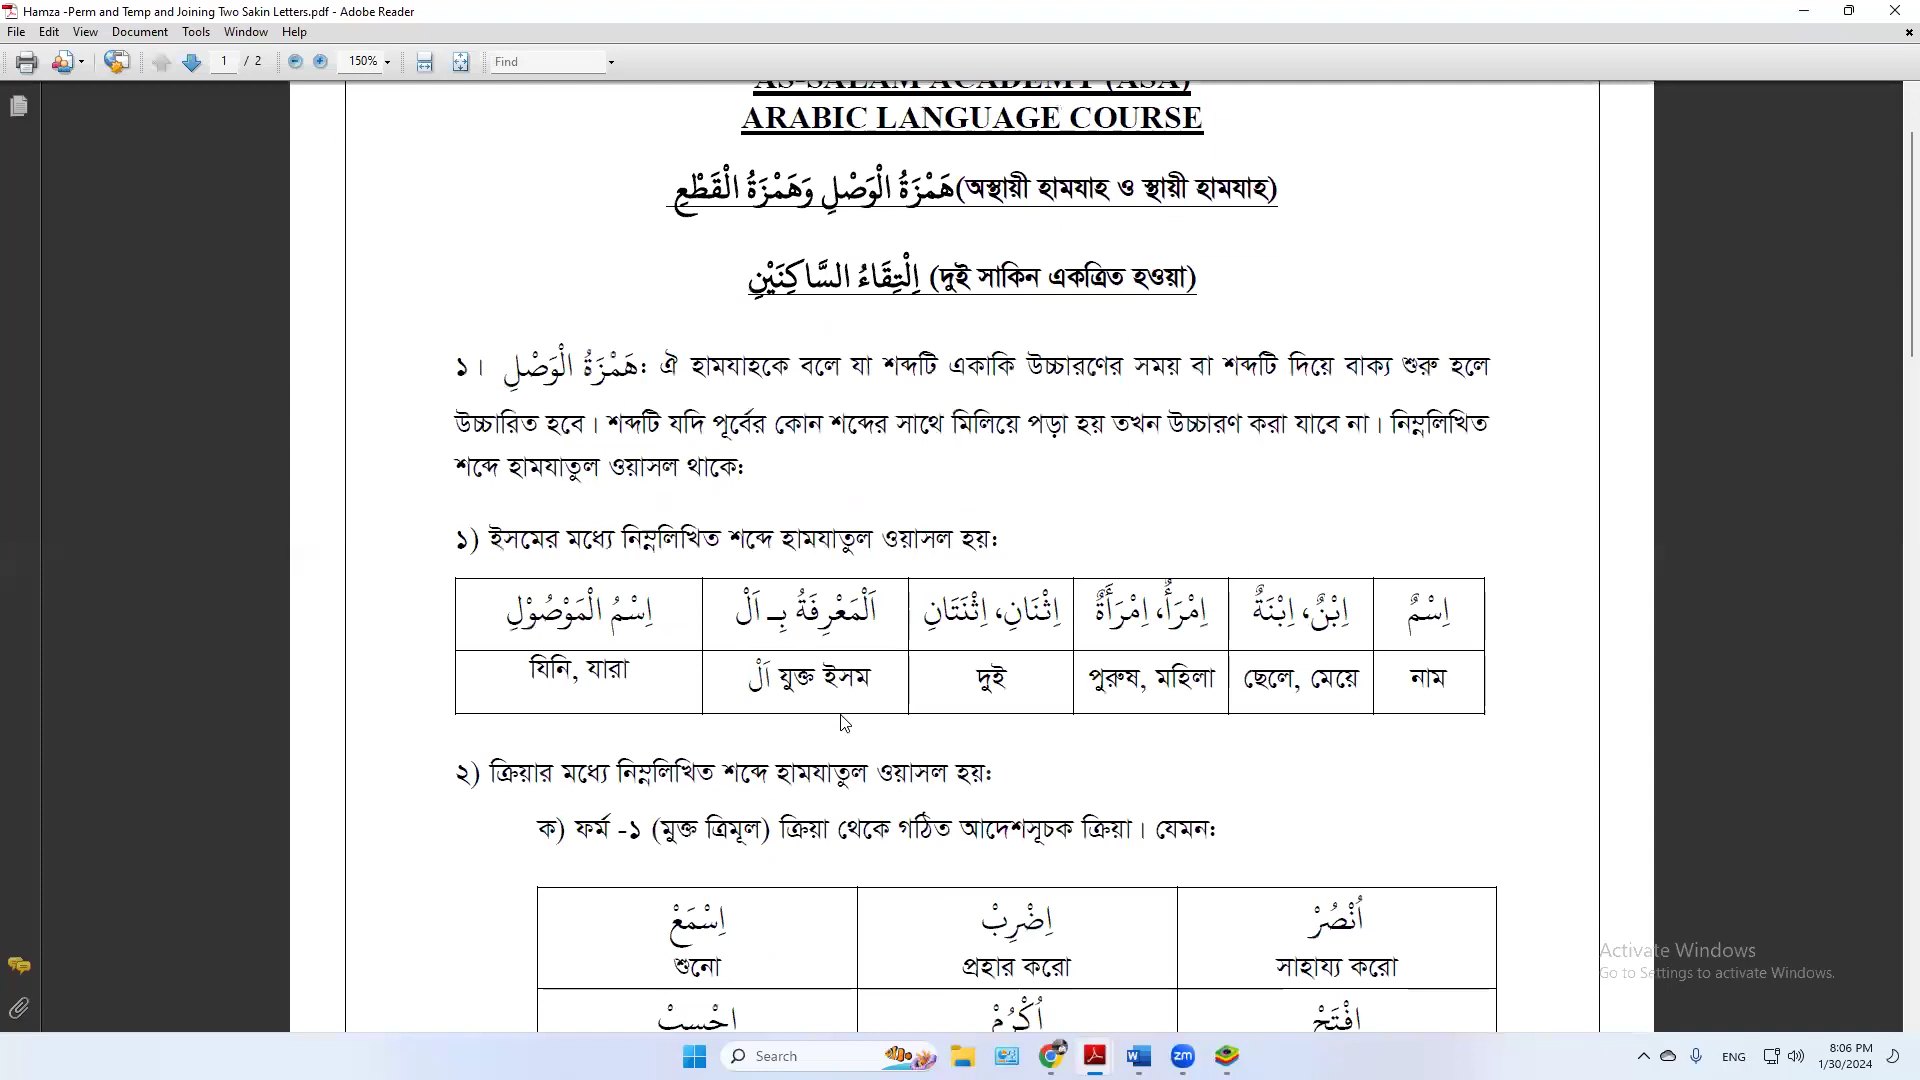 Hamza -Perm and Temp and Joining Two Sakin Letters.pdf - Adobe Reader
File Edit View Document Tools Window Help
1 / 2 150% Find
AS-SALAM ACADEMY (ASA)
ARABIC LANGUAGE COURSE
هَمْزَةُ الْوَصْلِ وَهَمْزَةُ الْقَطْعِ (অস্থায়ী হামযাহ ও স্থায়ী হামযাহ)
اِلْتِقَاءُ السَّاكِنَيْنِ (দুই সাকিন একত্রিত হওয়া)
১। هَمْزَةُ الْوَصْلِ: ঐ হামযাহকে বলে যা শব্দটি একাকি উচ্চারণের সময় বা শব্দটি দিয়ে বাক্য শুরু হলে
উচ্চারিত হবে। শব্দটি যদি পূর্বের কোন শব্দের সাথে মিলিয়ে পড়া হয় তখন উচ্চারণ করা যাবে না। নিম্নলিখিত
শব্দে হামযাতুল ওয়াসল থাকে:
১) ইসমের মধ্যে নিম্নলিখিত শব্দে হামযাতুল ওয়াসল হয়:
اِسْمُ الْمَوْصُوْلِ اَلْمَعْرِفَةُ بِـ اَلْ اِثْنَانِ، اِثْنَتَانِ اِمْرَأٌ، اِمْرَأَةٌ اِبْنٌ، اِبْنَةٌ اِسْمٌ
যিনি, যারা اَلْ যুক্ত ইসম দুই পুরুষ, মহিলা ছেলে, মেয়ে নাম
২) ক্রিয়ার মধ্যে নিম্নলিখিত শব্দে হামযাতুল ওয়াসল হয়:
ক) ফর্ম -১ (মুক্ত ত্রিমূল) ক্রিয়া থেকে গঠিত আদেশসূচক ক্রিয়া। যেমন:
اِسْمَعْ اِضْرِبْ اُنْصُرْ
শুনো প্রহার করো সাহায্য করো
اِحْسِبْ اُكْرُمْ اِفْتَحْ
Activate Windows
Go to Settings to activate Windows.
Search
ENG
8:06 PM
1/30/2024